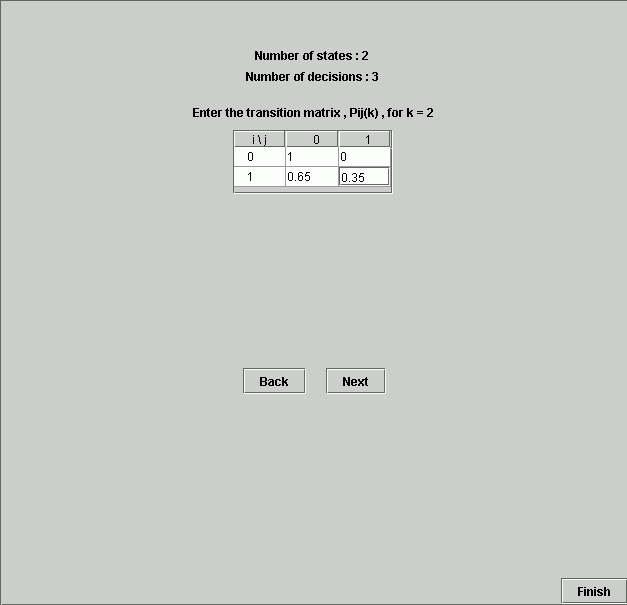 Number of states : 2
Number of decisions : 3
Enter the transition matrix , Pij(k) , for k = 2
i \ j 0 1
0 1 0
1 0.65 0.35
Back Next
Finish